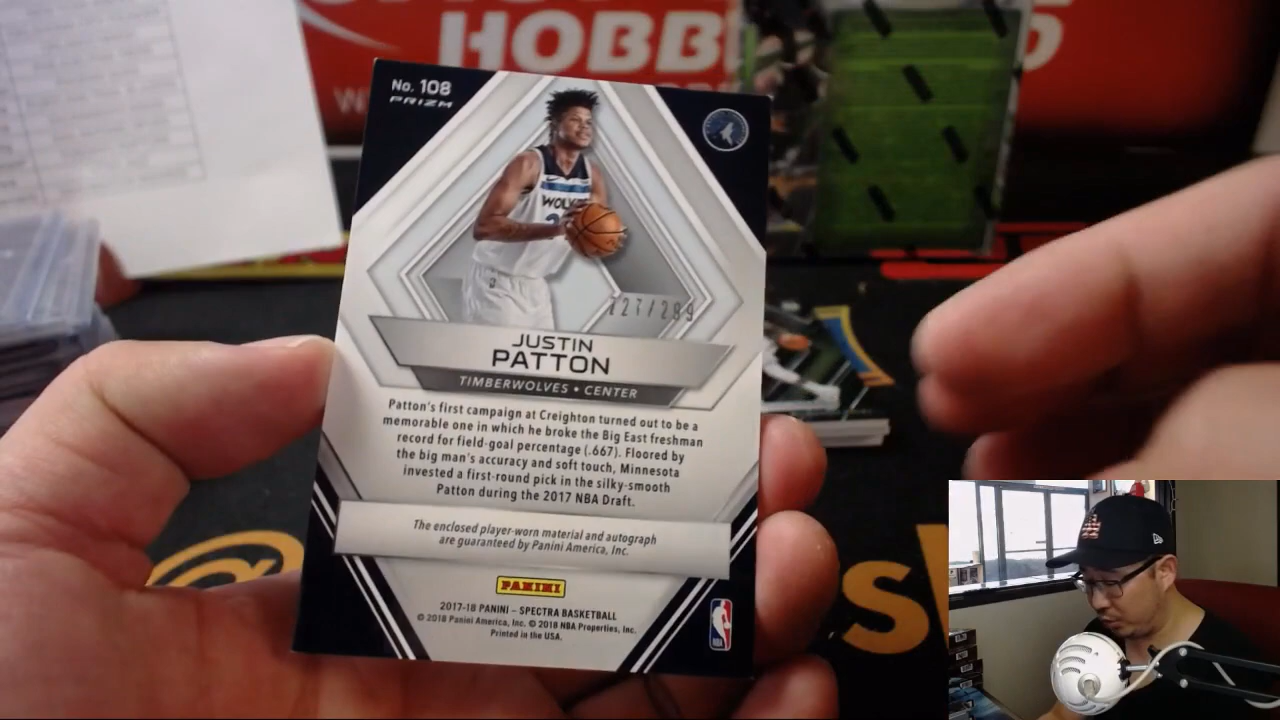 HOBB
W
No. 108
PRIZM
WOLV
127/299
JUSTIN
PATTON
TIMBERWOLVES • CENTER
Patton's first campaign at Creighton turned out to be a
memorable one in which he broke the Big East freshman
record for field-goal percentage (.667). Floored by
the big man's accuracy and soft touch, Minnesota
invested a first-round pick in the silky-smooth
Patton during the 2017 NBA Draft.
The enclosed player-worn material and autograph
are guaranteed by Panini America, Inc.
PANINI
2017-18 PANINI – SPECTRA BASKETBALL
© 2018 Panini America, Inc. © 2018 NBA Properties, Inc.
Printed in the USA.
NBA